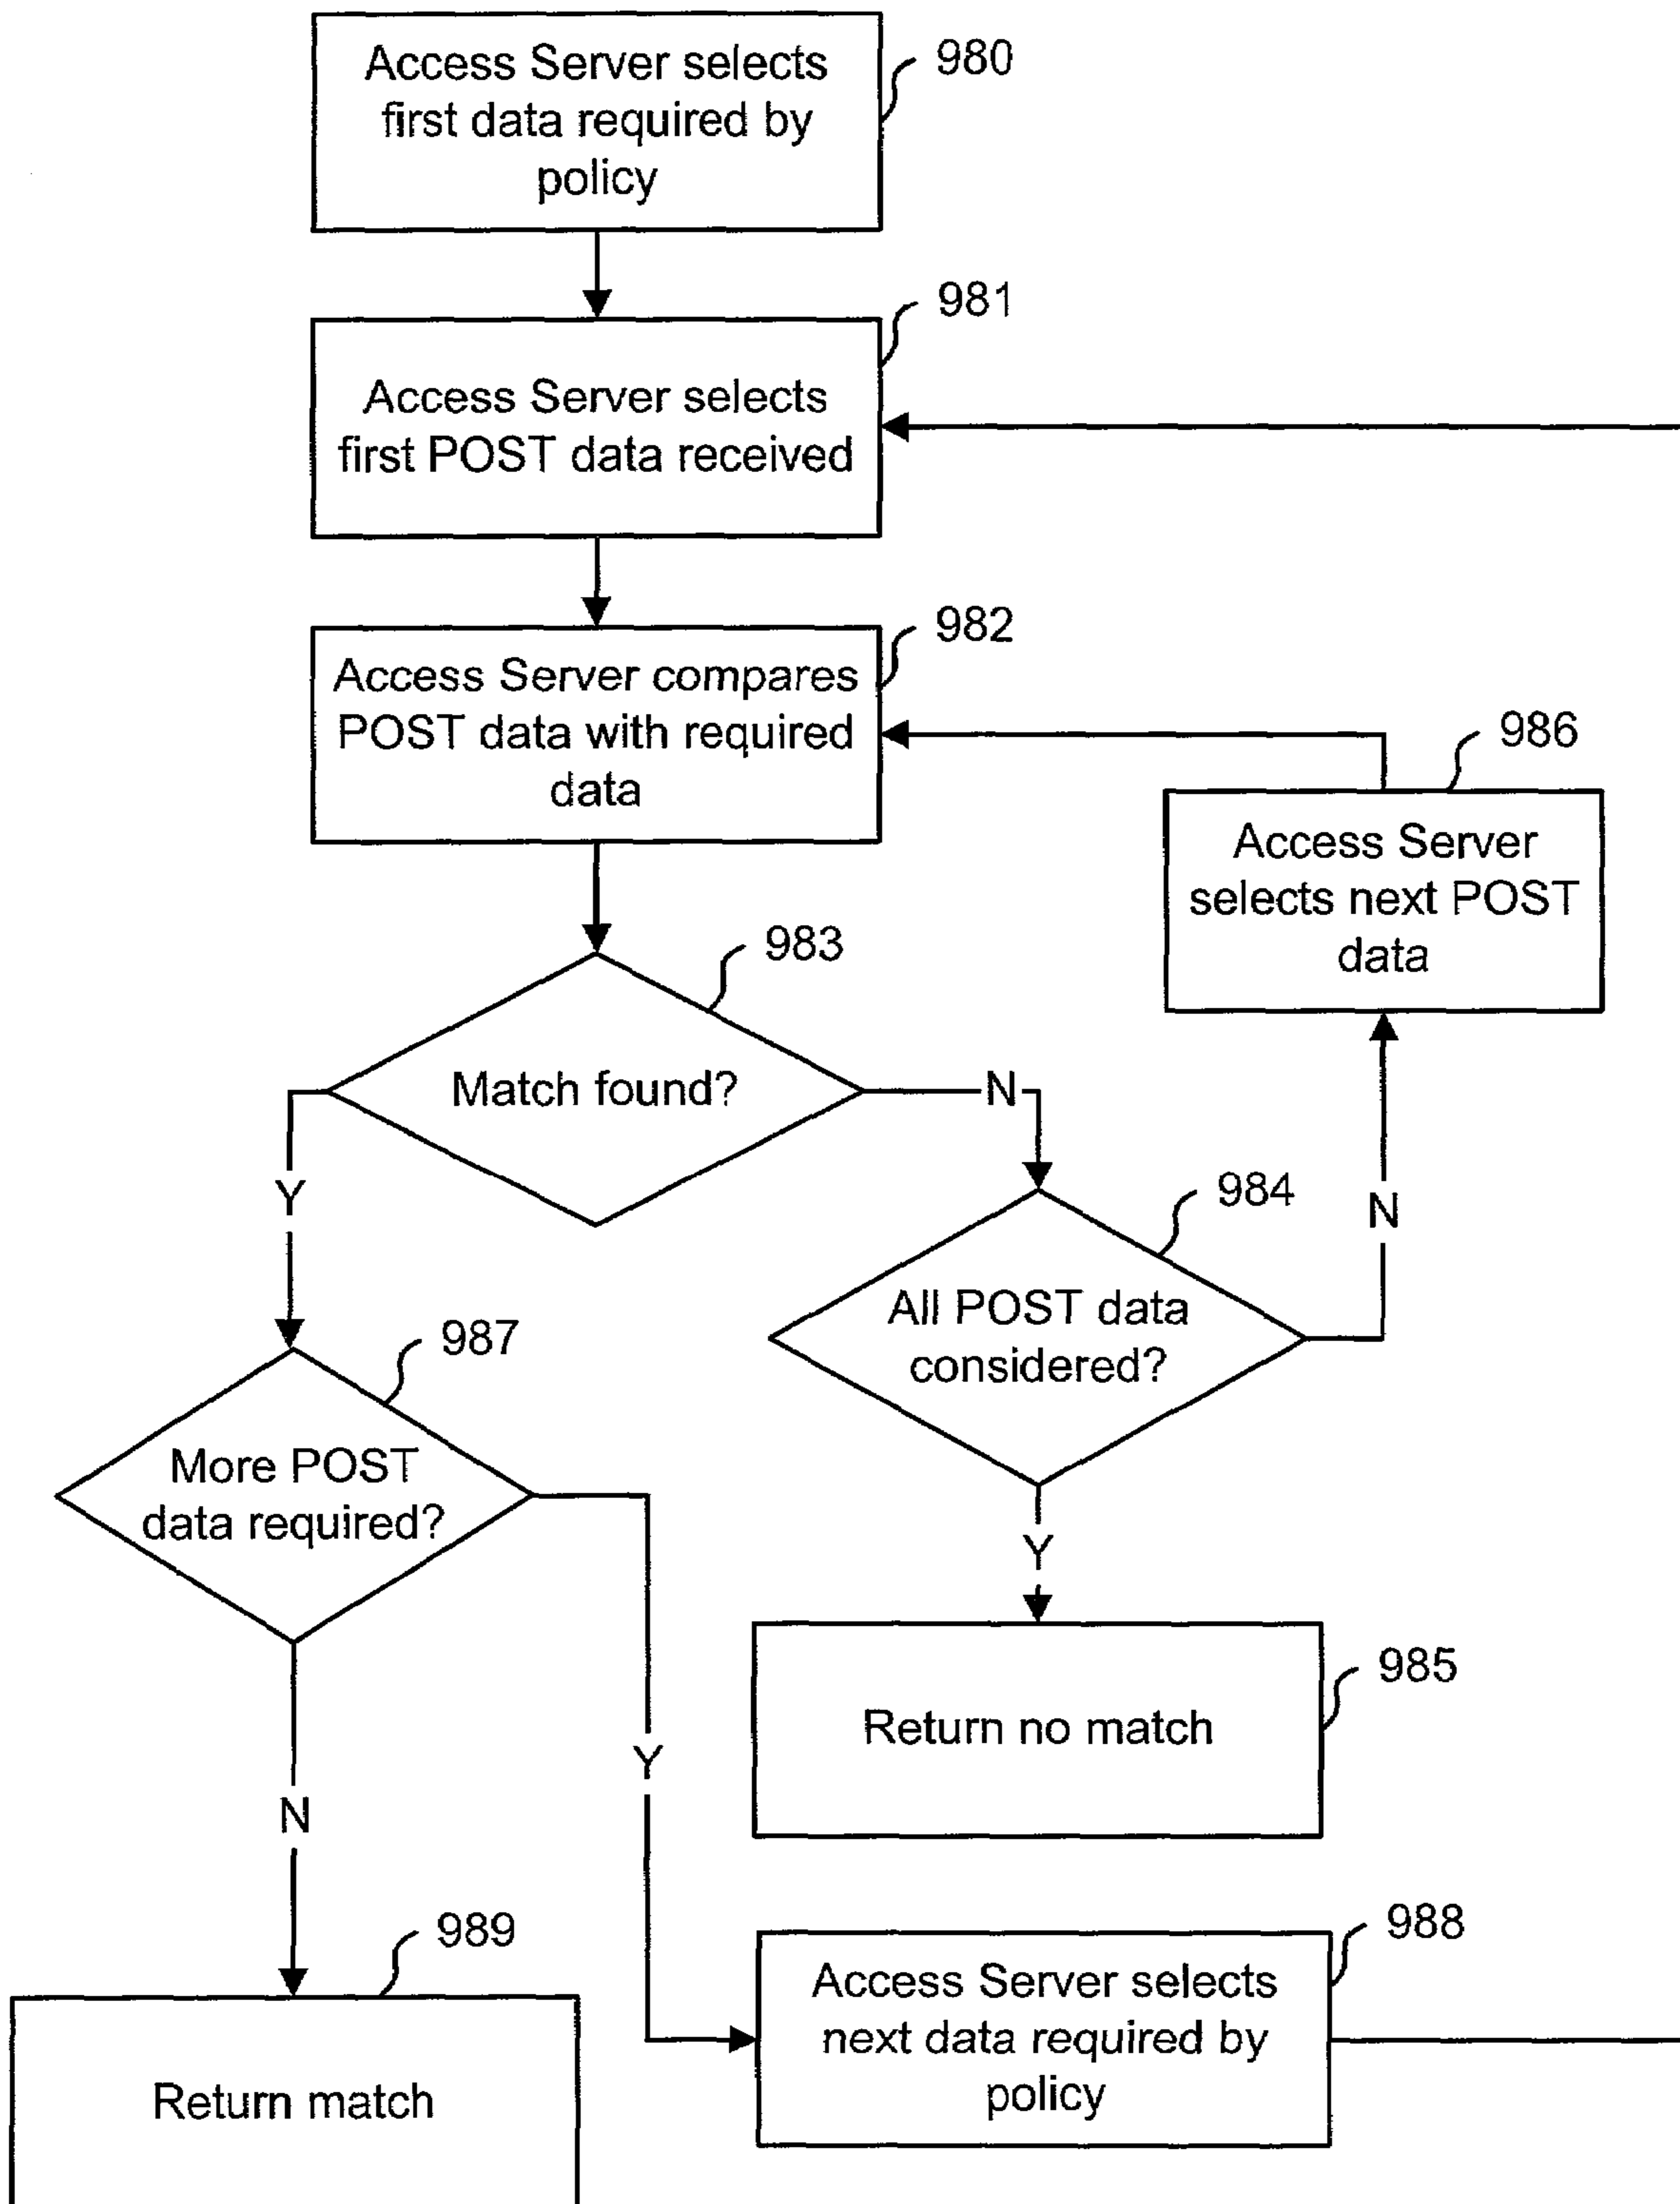 Access Server selects
first data required by
policy
980
Access Server selects
first POST data received
981
Access Server compares
POST data with required
data
982
Access Server
selects next POST
data
986
Match found?
983
N
Y
All POST data
considered?
984
N
Y
More POST
data required?
987
Y
N
Return no match
985
Access Server selects
next data required by
policy
988
Return match
989